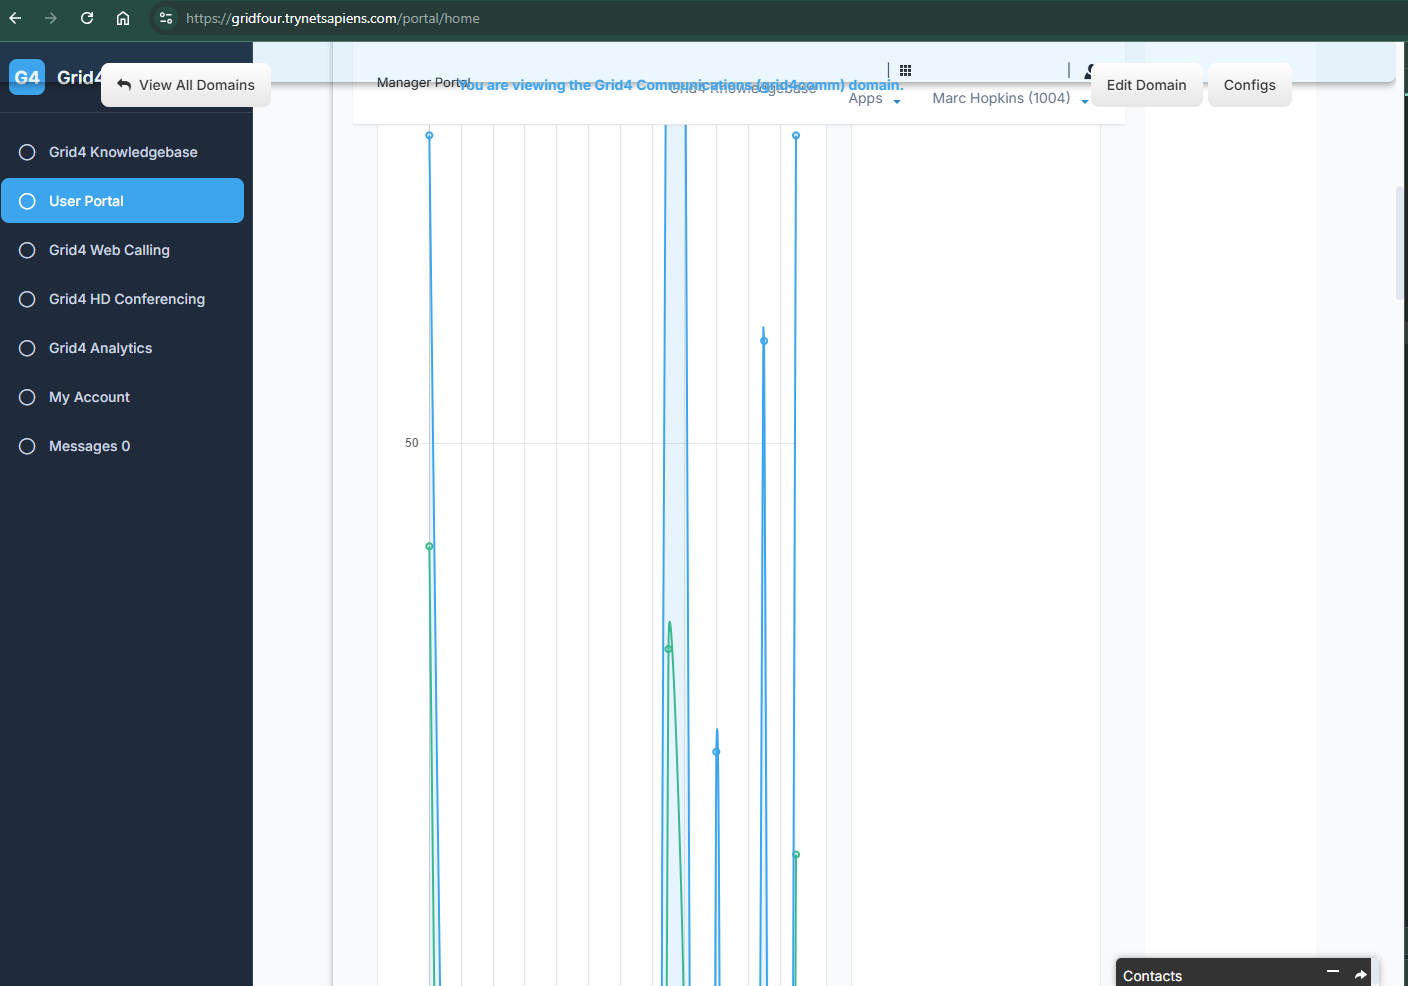 https://gridfour.trynetsapiens.com/portal/home
G4 Grid4
View All Domains
Manager Portal
You are viewing the Grid4 Communications (grid4comm) domain.
Grid4 Knowledgebase
Apps
Marc Hopkins (1004)
Edit Domain
Configs
Grid4 Knowledgebase
User Portal
Grid4 Web Calling
Grid4 HD Conferencing
Grid4 Analytics
My Account
Messages 0
50
Contacts